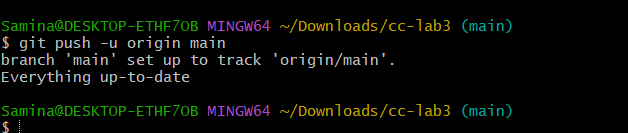 Samina@DESKTOP-ETHF7OB MINGW64 ~/Downloads/cc-lab3 (main)
$ git push -u origin main
branch 'main' set up to track 'origin/main'.
Everything up-to-date
Samina@DESKTOP-ETHF7OB MINGW64 ~/Downloads/cc-lab3 (main)
$